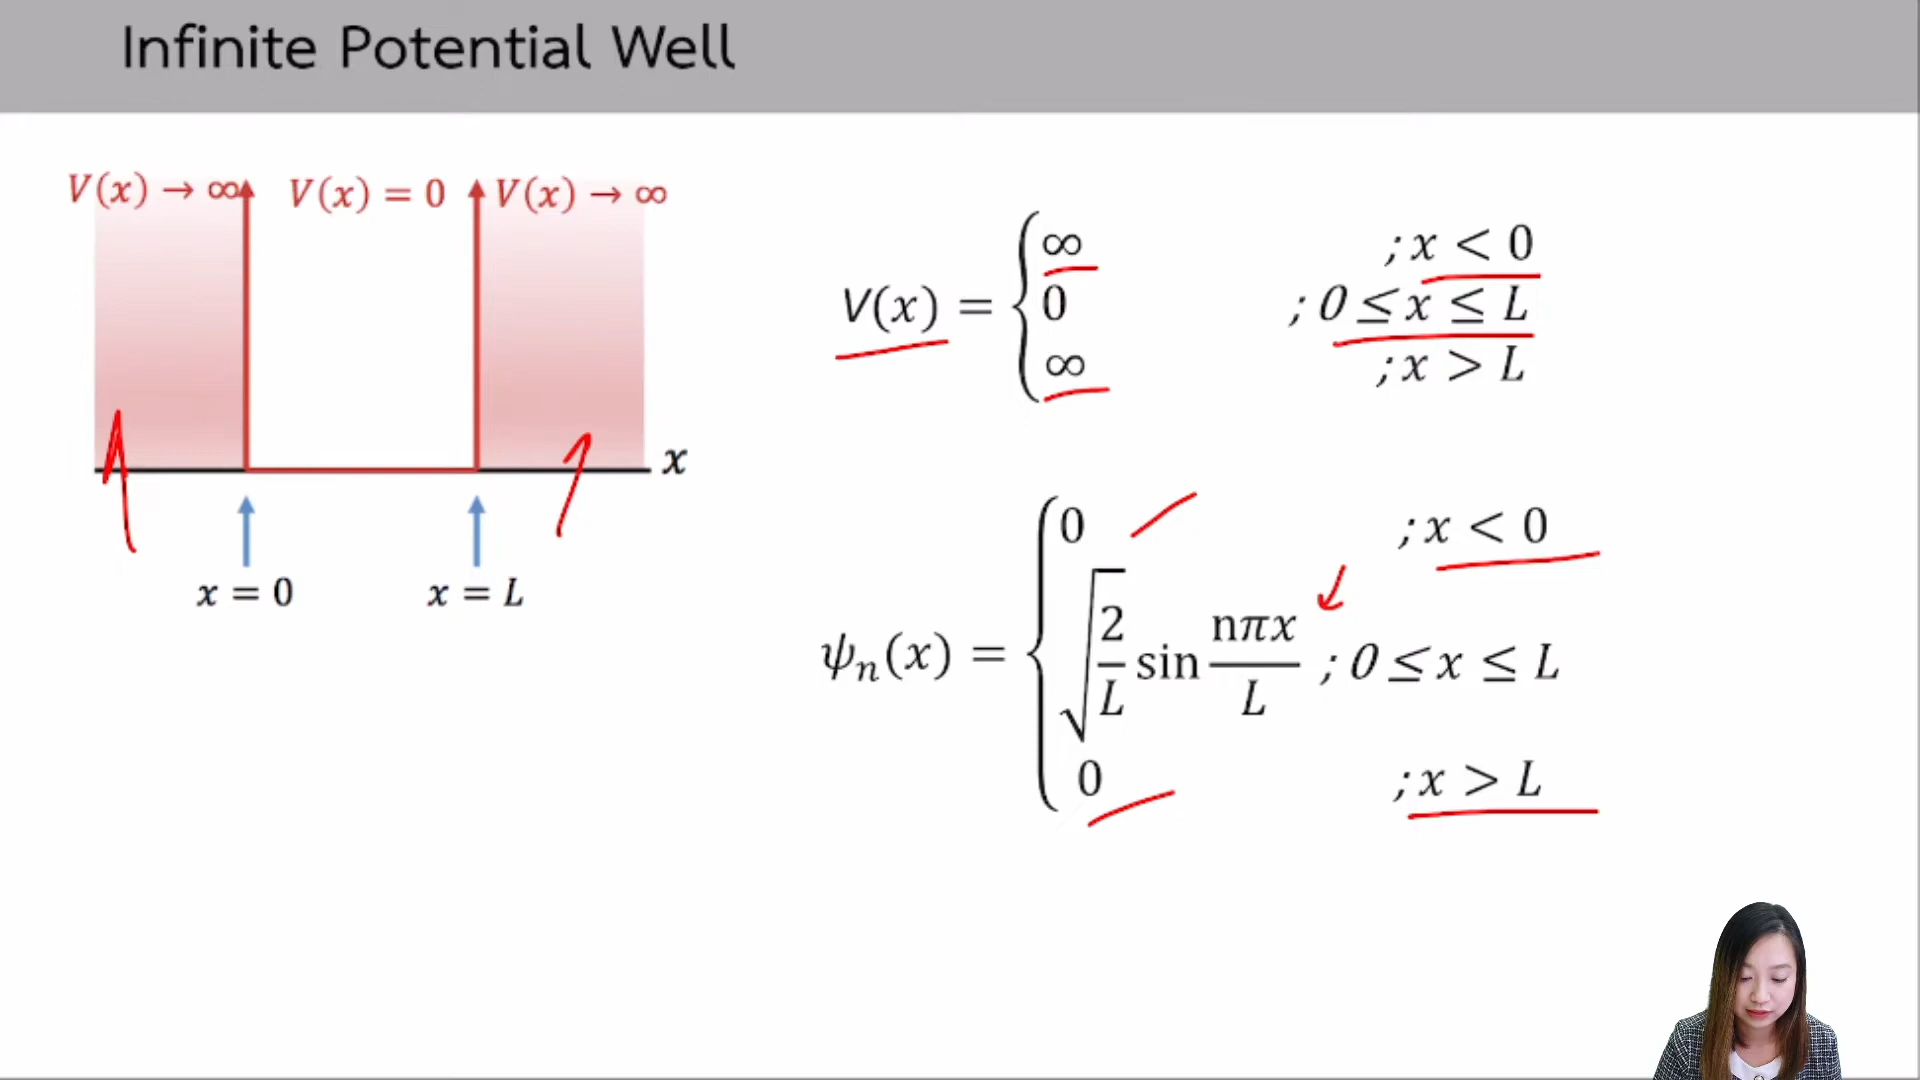 Infinite Potential Well
V(x) → ∞ V(x) = 0 V(x) → ∞
x
x = 0 x = L
V(x) = { ∞ ; x < 0
0 ; 0 ≤ x ≤ L
∞ ; x > L
ψₙ(x) = { 0 ; x < 0
√(2/L) sin nπx/L ; 0 ≤ x ≤ L
0 ; x > L